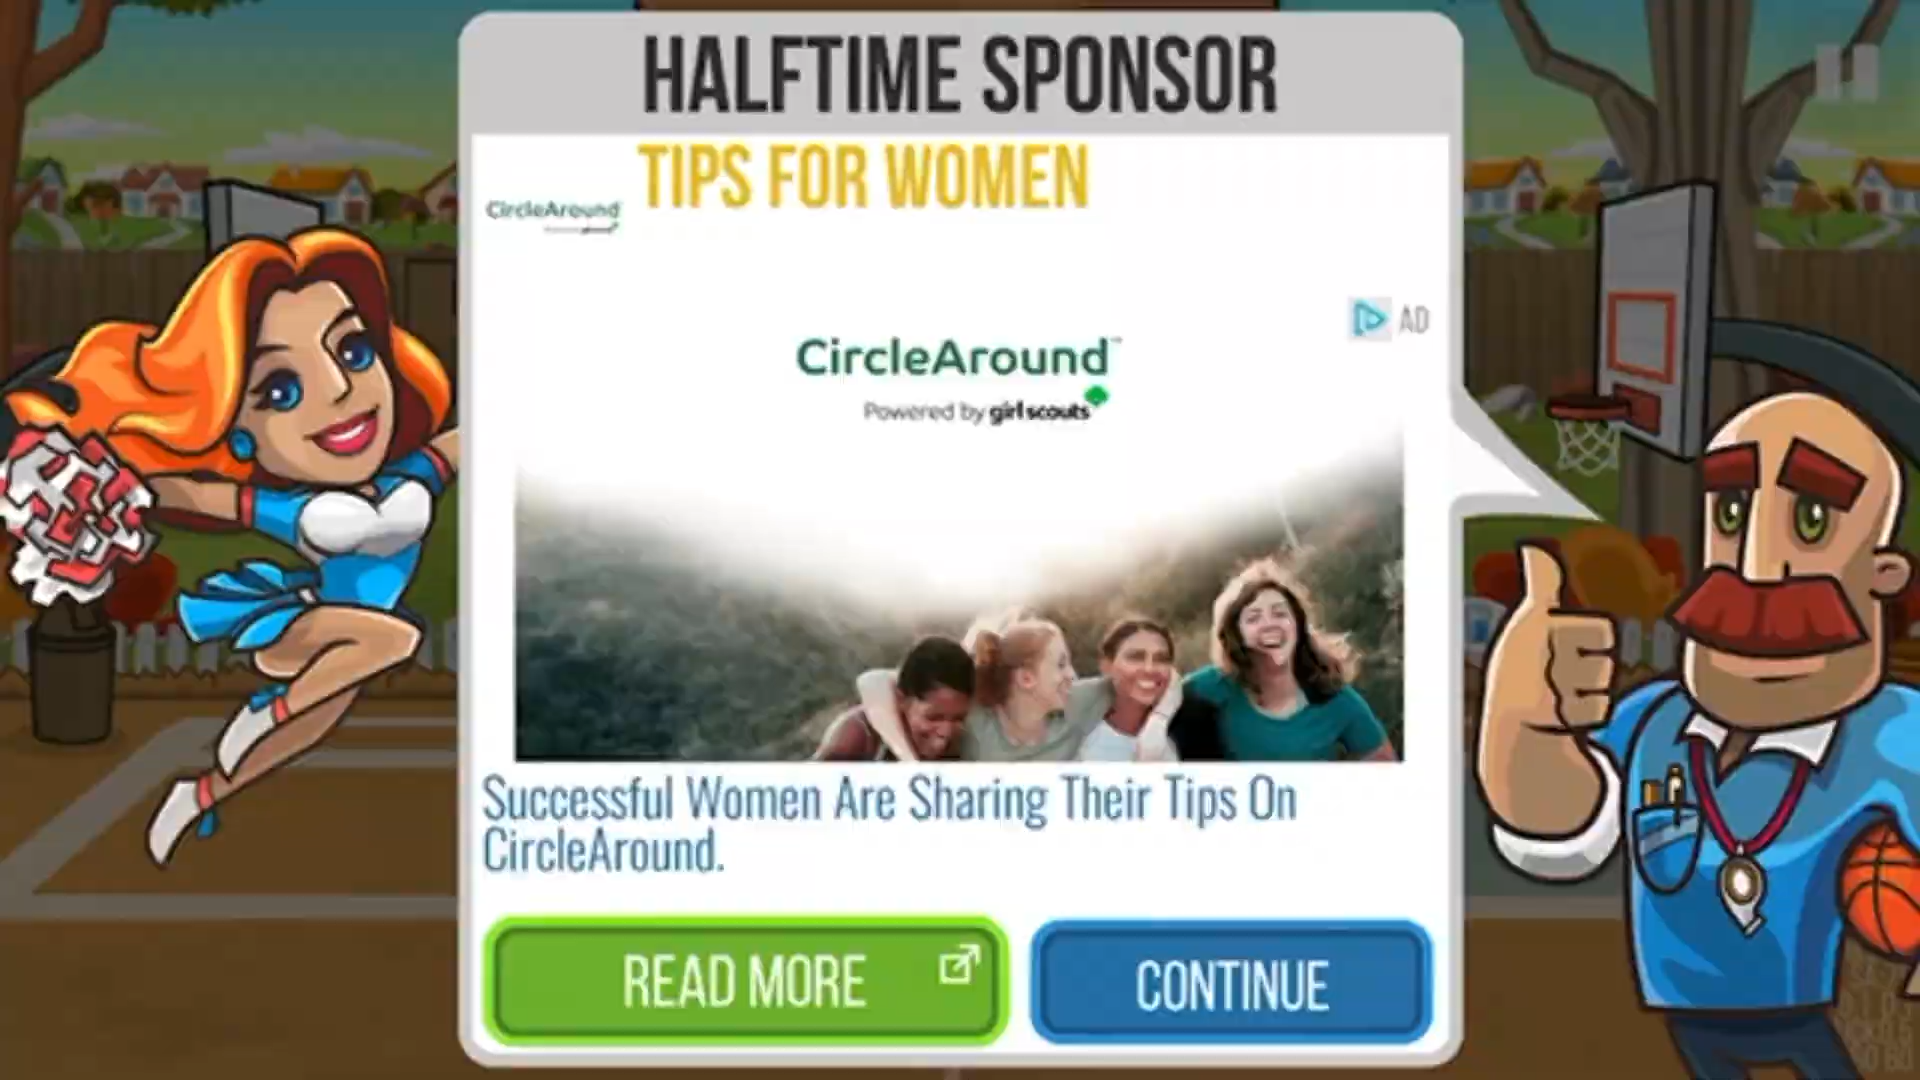 HALFTIME SPONSOR
TIPS FOR WOMEN
CircleAround
AD
CircleAround™
Powered by girl scouts
Successful Women Are Sharing Their Tips On
CircleAround.
READ MORE
CONTINUE